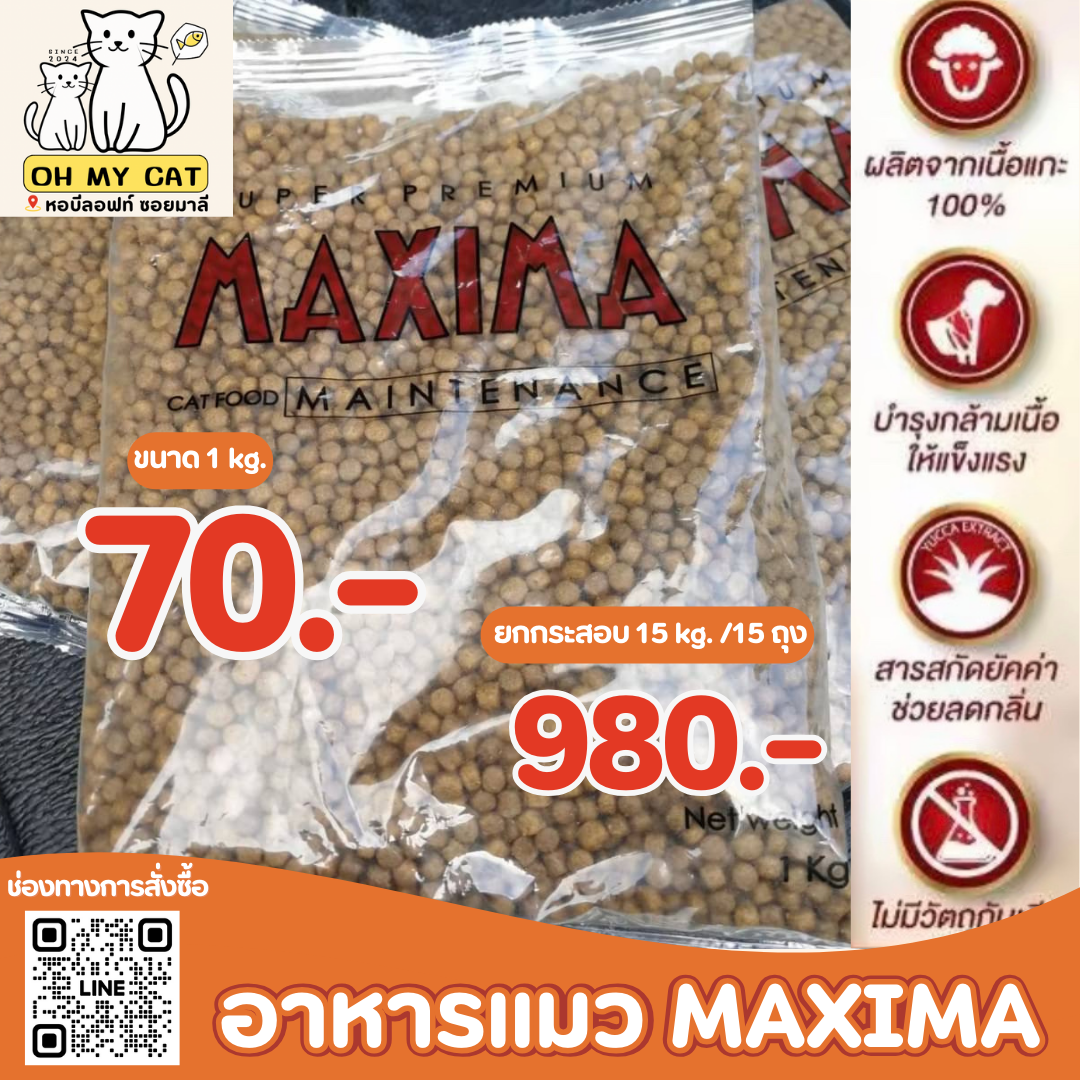 SINCE
2024
OH MY CAT
หอบีลอฟท์ ซอยมาลี
SUPER PREMIUM
MAXIMA
CAT FOOD MAINTENANCE
ขนาด 1 kg.
70.-
ยกกระสอบ 15 kg. /15 ถุง
980.-
Net weight
1 Kg
ผลิตจากเนื้อแกะ
100%
บำรุงกล้ามเนื้อ
ให้แข็งแรง
YUCCA EXTRACT
สารสกัดยัคค่า
ช่วยลดกลิ่น
ช่องทางการสั่งซื้อ
LINE
อาหารแมว MAXIMA